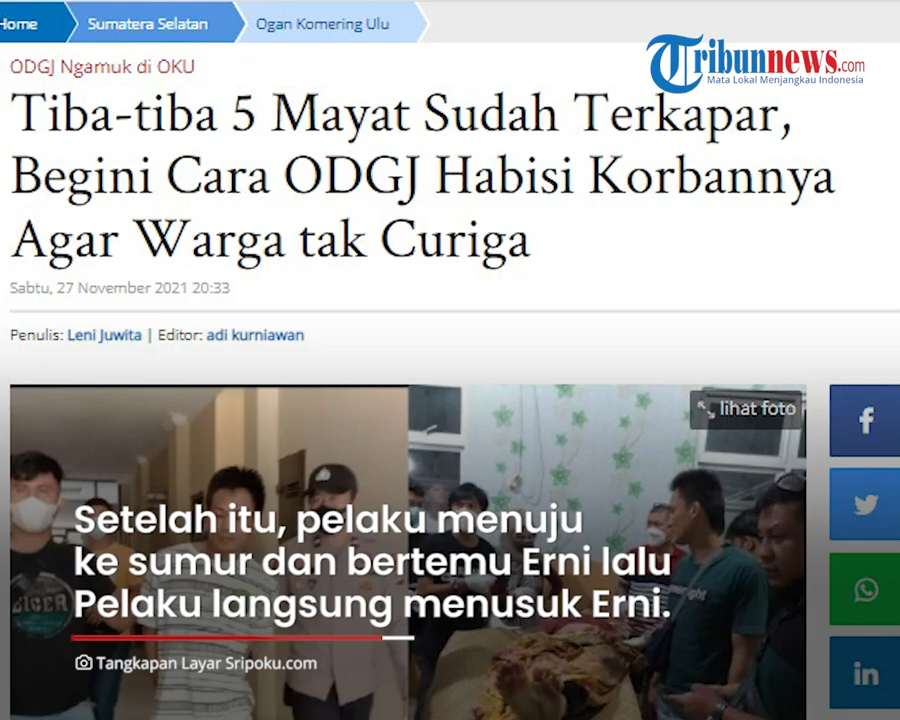 Home
Sumatera Selatan
Ogan Komering Ulu
Tribunnews.com
Mata Lokal Menjangkau Indonesia
ODGJ Ngamuk di OKU
Tiba-tiba 5 Mayat Sudah Terkapar,
Begini Cara ODGJ Habisi Korbannya
Agar Warga tak Curiga
Sabtu, 27 November 2021 20:33
Penulis: Leni Juwita | Editor: adi kurniawan
lihat foto
Setelah itu, pelaku menuju
ke sumur dan bertemu Erni lalu
Pelaku langsung menusuk Erni.
Tangkapan Layar Sripoku.com
EIGER